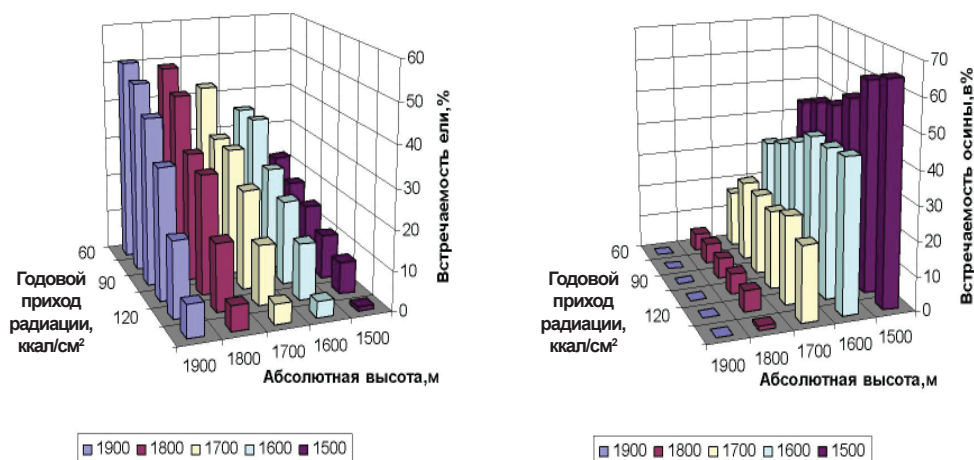 60
50
40
30
20
10
0
Встречаемость ели,%
60
90
120
Годовой
приход
радиации,
ккал/см²
1900
1800
1700
1600
1500
Абсолютная высота,м
1900 1800 1700 1600 1500
70
60
50
40
30
20
10
0
Встречаемость осины,в%
60
90
120
Годовой
приход
радиации,
ккал/см²
1900
1800
1700
1600
1500
Абсолютная высота,м
1900 1800 1700 1600 1500